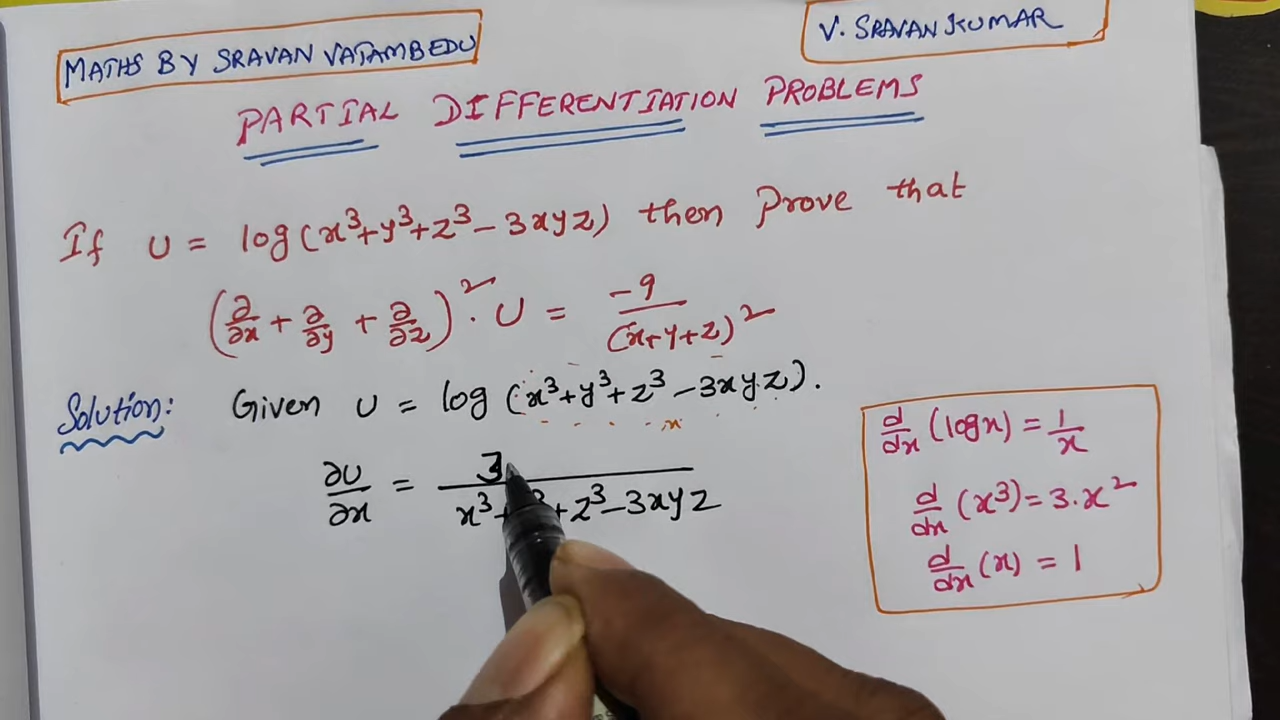 MATHS BY SRAVAN VATAMBEDU
V. SRAVAN KUMAR
PARTIAL DIFFERENTIATION PROBLEMS
If U = log(x³+y³+z³-3xyz) then Prove that
(∂/∂x + ∂/∂y + ∂/∂z)². U = -9/(x+y+z)²
Solution: Given U = log (x³+y³+z³-3xyz).
∂U/∂x = 3/x³+ +z³-3xyz
d/dx (log x) = 1/x
d/dx (x³) = 3.x²
d/dx (x) = 1